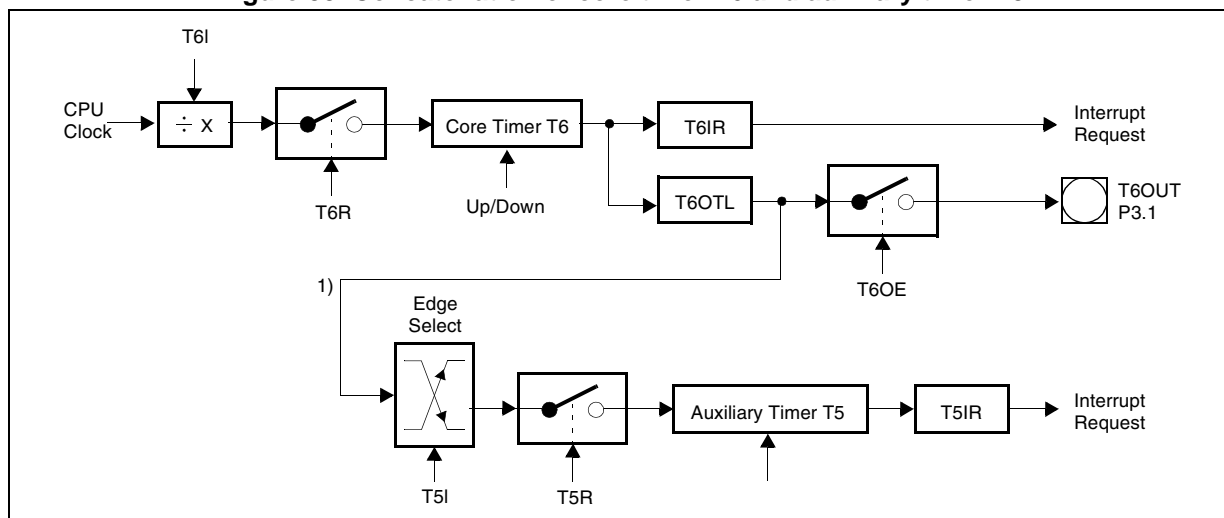 T6I
CPU
Clock
÷ X
T6R
Core Timer T6
Up/Down
T6IR
Interrupt
Request
T6OTL
T6OUT
P3.1
T6OE
1)
Edge
Select
T5I
T5R
Auxiliary Timer T5
T5IR
Interrupt
Request